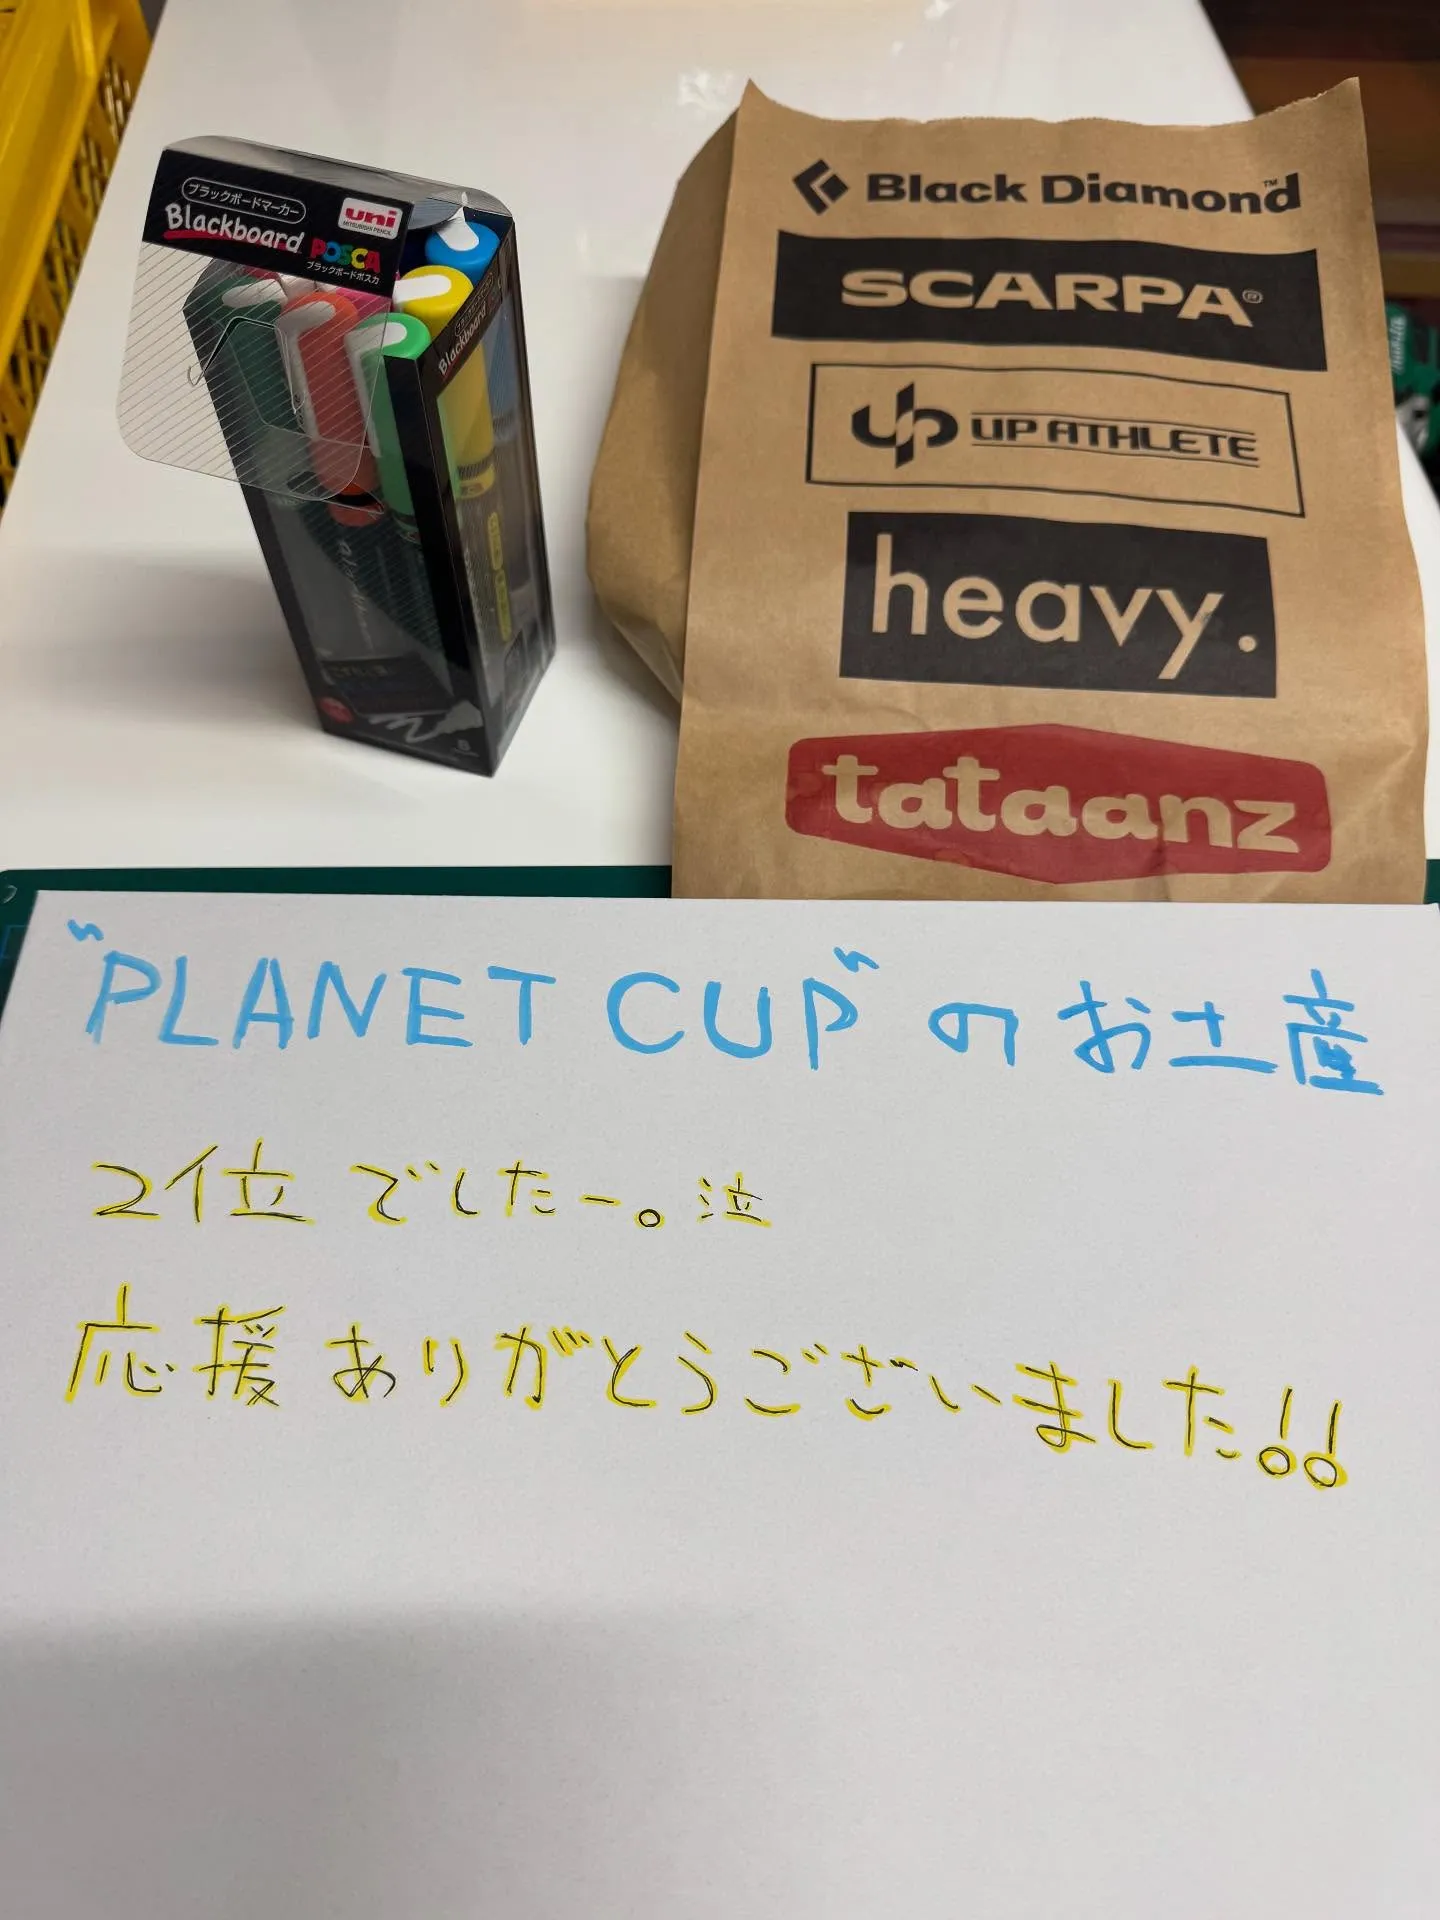 ブラックボードマーカー
uni
MITSUBISHI PENCIL
Blackboard
POSCA
ブラックボードポスカ
Blackboard
Black Diamond™
SCARPA®
UP ATHLETE
heavy.
tataanz
"PLANET CUP"のお土産
2位でしたー。泣
応援ありがとうございました!!